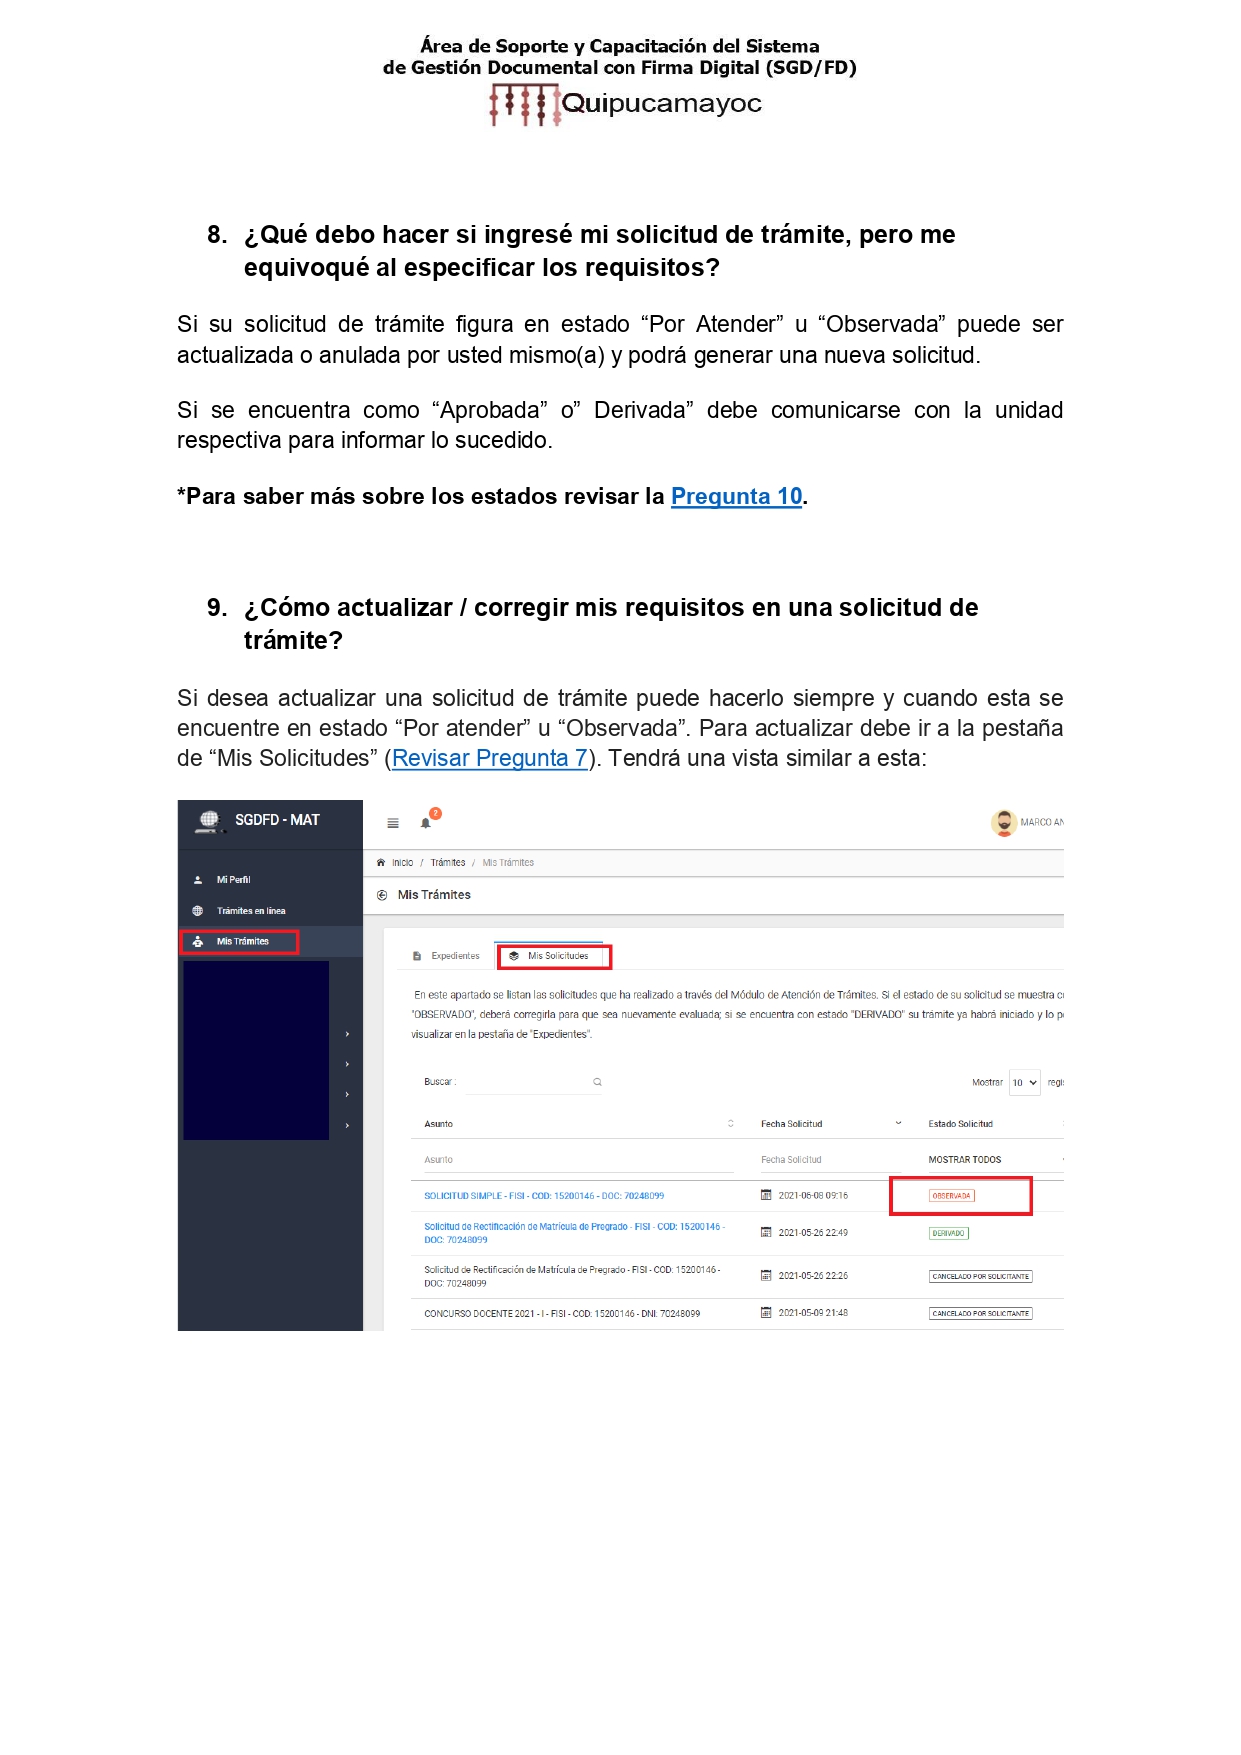 Área de Soporte y Capacitación del Sistema
de Gestión Documental con Firma Digital (SGD/FD)
Quipucamayoc
8. ¿Qué debo hacer si ingresé mi solicitud de trámite, pero me
equivoqué al especificar los requisitos?
Si su solicitud de trámite figura en estado “Por Atender” u “Observada” puede ser
actualizada o anulada por usted mismo(a) y podrá generar una nueva solicitud.
Si se encuentra como “Aprobada” o” Derivada” debe comunicarse con la unidad
respectiva para informar lo sucedido.
*Para saber más sobre los estados revisar la Pregunta 10.
9. ¿Cómo actualizar / corregir mis requisitos en una solicitud de
trámite?
Si desea actualizar una solicitud de trámite puede hacerlo siempre y cuando esta se
encuentre en estado “Por atender” u “Observada”. Para actualizar debe ir a la pestaña
de “Mis Solicitudes” (Revisar Pregunta 7). Tendrá una vista similar a esta:
SGDFD - MAT
2
MARCO AN
Inicio / Trámites / Mis Trámites
Mi Perfil
Mis Trámites
Trámites en línea
Mis Trámites
Expedientes
Mis Solicitudes
En este apartado se listan las solicitudes que ha realizado a través del Módulo de Atención de Trámites. Si el estado de su solicitud se muestra
"OBSERVADO", deberá corregirla para que sea nuevamente evaluada; si se encuentra con estado "DERIVADO" su trámite ya habrá iniciado y lo
visualizar en la pestaña de "Expedientes".
Buscar :
Mostrar 10 regis
Asunto Fecha Solicitud Estado Solicitud
Asunto Fecha Solicitud MOSTRAR TODOS
SOLICITUD SIMPLE - FISI - COD: 15200146 - DOC: 70248099 2021-06-08 09:16 OBSERVADA
Solicitud de Rectificación de Matrícula de Pregrado - FISI - COD: 15200146 -
DOC: 70248099 2021-05-26 22:49 DERIVADO
Solicitud de Rectificación de Matrícula de Pregrado - FISI - COD: 15200146 -
DOC: 70248099 2021-05-26 22:26 CANCELADO POR SOLICITANTE
CONCURSO DOCENTE 2021 - I - FISI - COD: 15200146 - DNI: 70248099 2021-05-09 21:48 CANCELADO POR SOLICITANTE